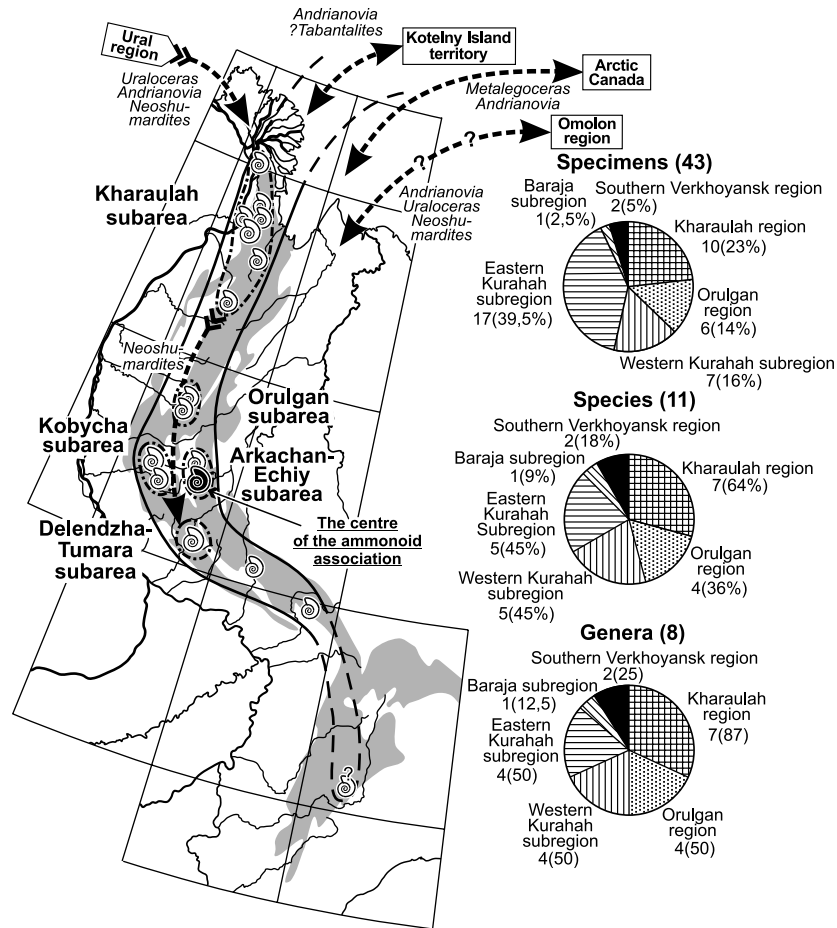 Ural
region
Uraloceras
Andrianovia
Neoshu-
mardites
Andrianovia
?Tabantalites
Kotelny Island
territory
Arctic
Canada
Metalegoceras
Andrianovia
Omolon
region
?
?
Andrianovia
Uraloceras
Neoshu-
mardites
Kharaulah
subarea
Neoshu-
mardites
Orulgan
subarea
Kobycha
subarea
Arkachan-
Echiy
subarea
Delendzha-
Tumara
subarea
The centre
of the ammonoid
association
?
Specimens (43)
Baraja
subregion
1(2,5%)
Southern Verkhoyansk region
2(5%)
Kharaulah region
10(23%)
Eastern
Kurahah
subregion
17(39,5%)
Orulgan
region
6(14%)
Western Kurahah subregion
7(16%)
Species (11)
Southern Verkhoyansk region
2(18%)
Baraja subregion
1(9%)
Kharaulah region
7(64%)
Eastern
Kurahah
Subregion
5(45%)
Orulgan
region
4(36%)
Western Kurahah
subregion
5(45%)
Genera (8)
Southern Verkhoyansk region
2(25)
Baraja subregion
1(12,5)
Kharaulah
region
7(87)
Eastern
Kurahah
subregion
4(50)
Western
Kurahah
subregion
4(50)
Orulgan
region
4(50)